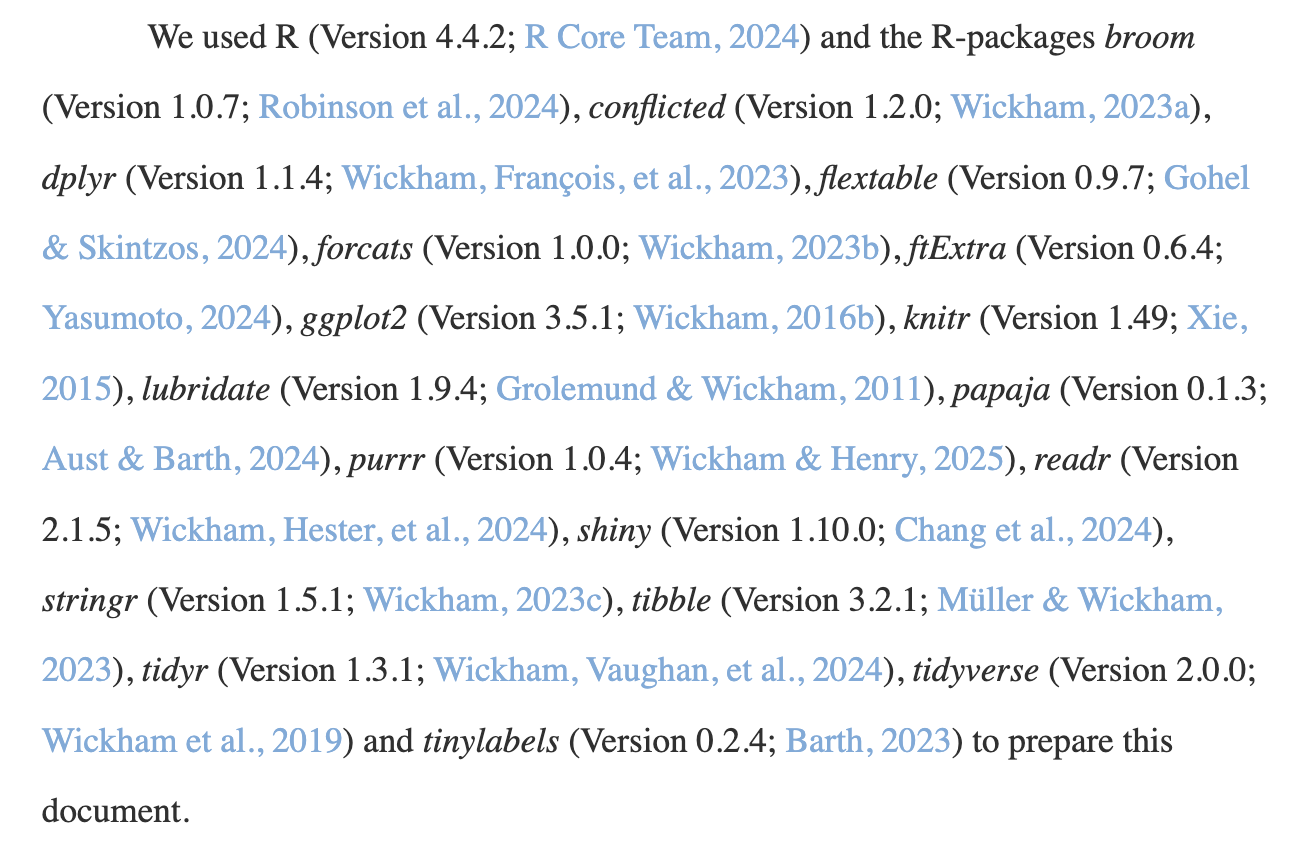 We used R (Version 4.4.2; R Core Team, 2024) and the R-packages broom
(Version 1.0.7; Robinson et al., 2024), conflicted (Version 1.2.0; Wickham, 2023a),
dplyr (Version 1.1.4; Wickham, François, et al., 2023), flextable (Version 0.9.7; Gohel
& Skintzos, 2024), forcats (Version 1.0.0; Wickham, 2023b), ftExtra (Version 0.6.4;
Yasumoto, 2024), ggplot2 (Version 3.5.1; Wickham, 2016b), knitr (Version 1.49; Xie,
2015), lubridate (Version 1.9.4; Grolemund & Wickham, 2011), papaja (Version 0.1.3;
Aust & Barth, 2024), purrr (Version 1.0.4; Wickham & Henry, 2025), readr (Version
2.1.5; Wickham, Hester, et al., 2024), shiny (Version 1.10.0; Chang et al., 2024),
stringr (Version 1.5.1; Wickham, 2023c), tibble (Version 3.2.1; Müller & Wickham,
2023), tidyr (Version 1.3.1; Wickham, Vaughan, et al., 2024), tidyverse (Version 2.0.0;
Wickham et al., 2019) and tinylabels (Version 0.2.4; Barth, 2023) to prepare this
document.